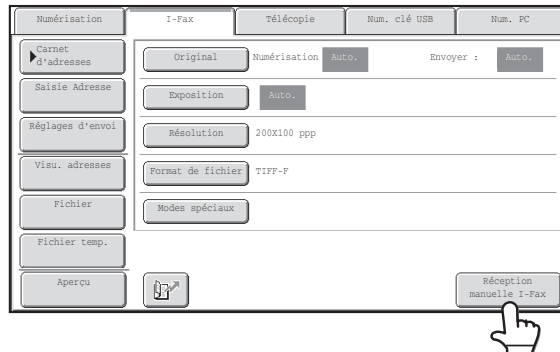 Numérisation
I-Fax
Télécopie
Num. clé USB
Num. PC
Carnet
d'adresses
Saisie Adresse
Réglages d'envoi
Visu. adresses
Fichier
Fichier temp.
Aperçu
Original
Numérisation
Auto.
Envoyer :
Auto.
Exposition
Auto.
Résolution
200X100 ppp
Format de fichier
TIFF-F
Modes spéciaux
Réception
manuelle I-Fax